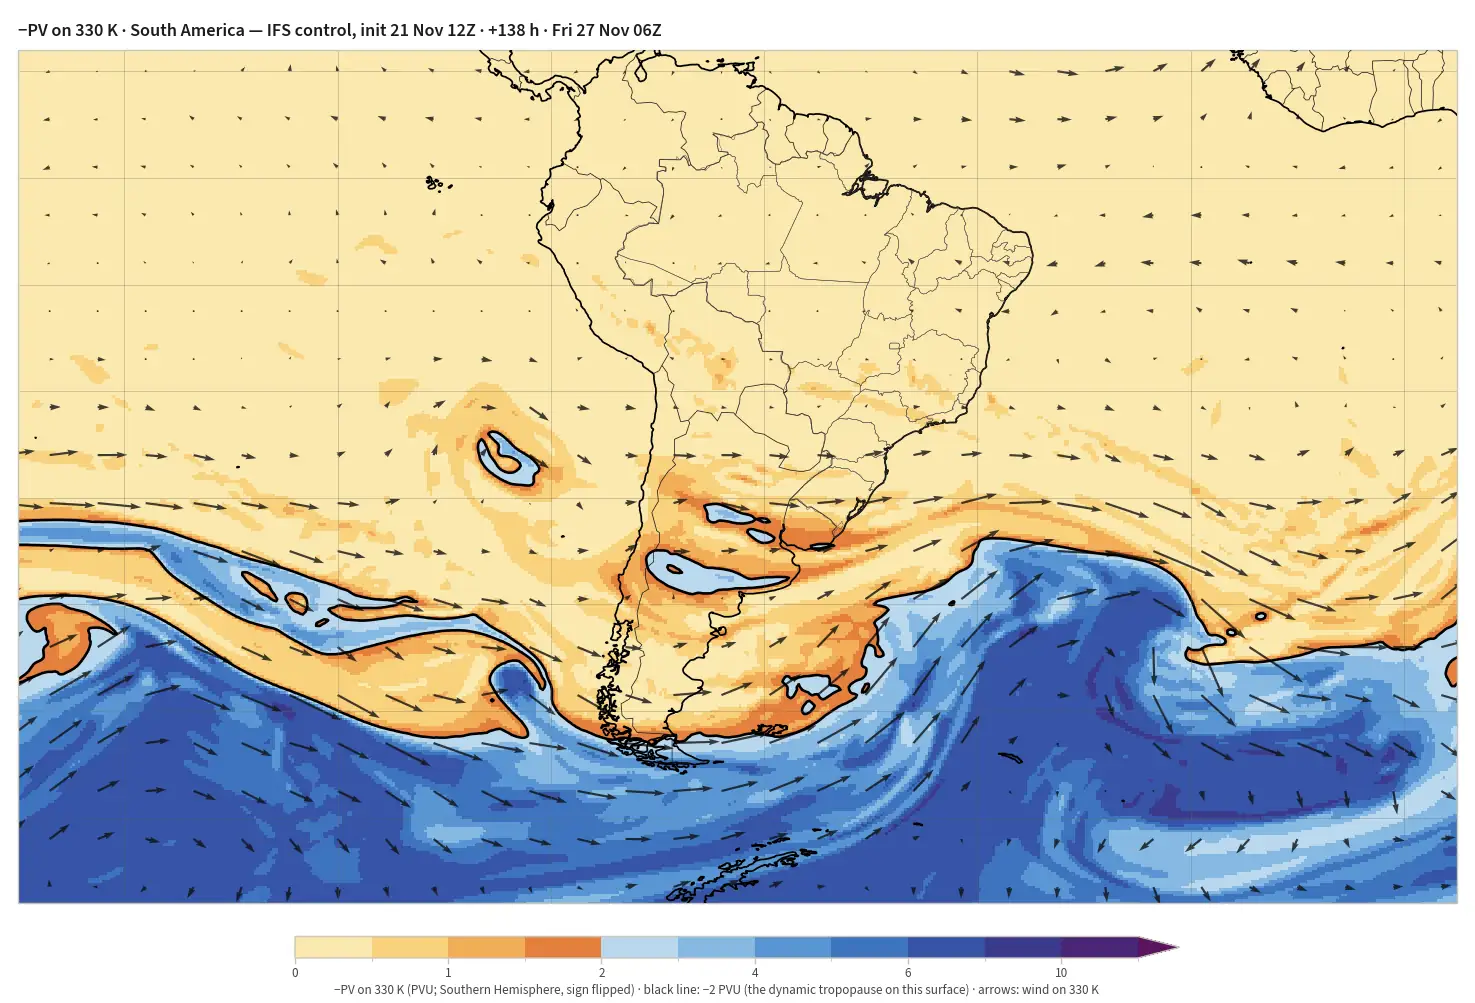 −PV on 330 K · South America — IFS control, init 21 Nov 12Z · +138 h · Fri 27 Nov 06Z
0 1 2 4 6 10
−PV on 330 K (PVU; Southern Hemisphere, sign flipped) · black line: −2 PVU (the dynamic tropopause on this surface) · arrows: wind on 330 K